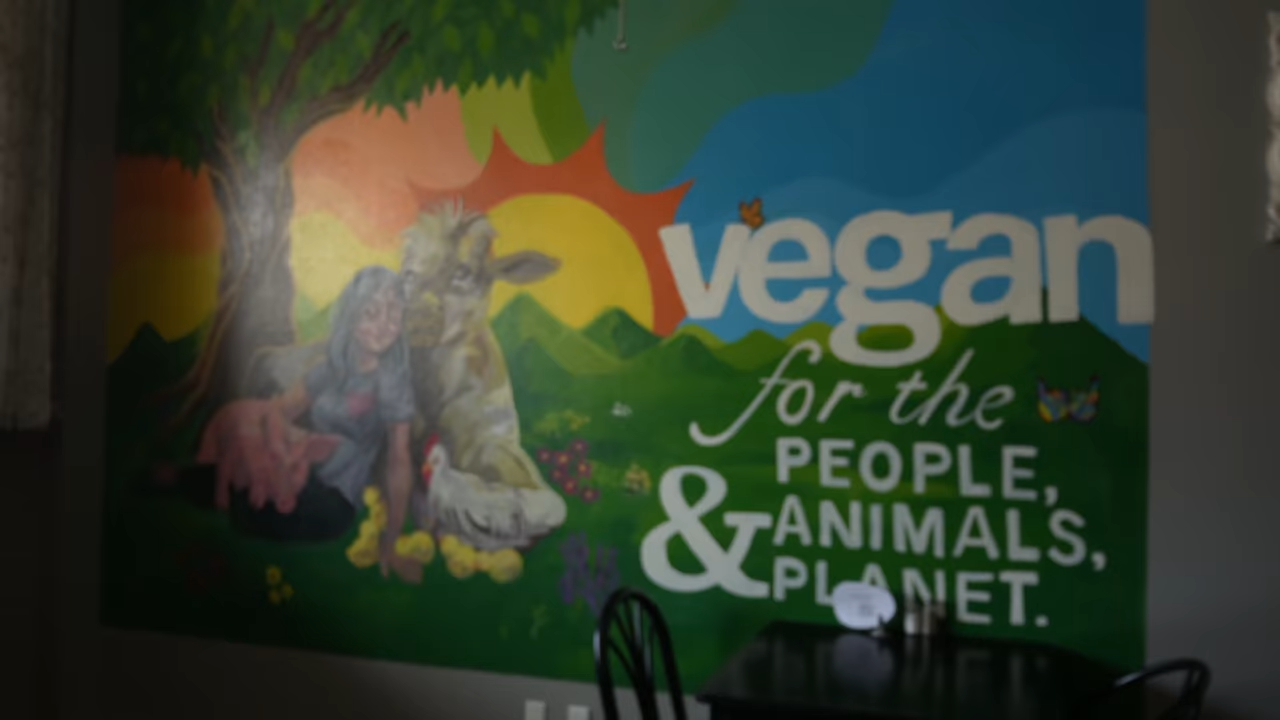 vegan
for the
PEOPLE,
& ANIMALS,
PLANET.